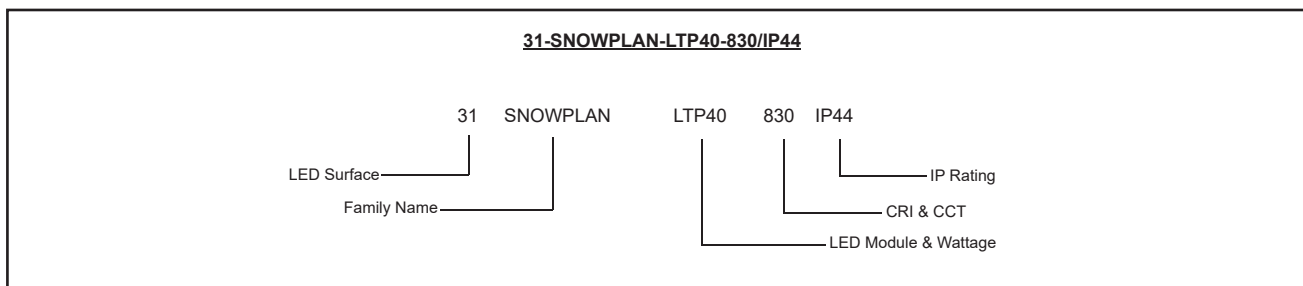 31-SNOWPLAN-LTP40-830/IP44
31 SNOWPLAN LTP40 830 IP44
LED Surface
IP Rating
Family Name
CRI & CCT
LED Module & Wattage